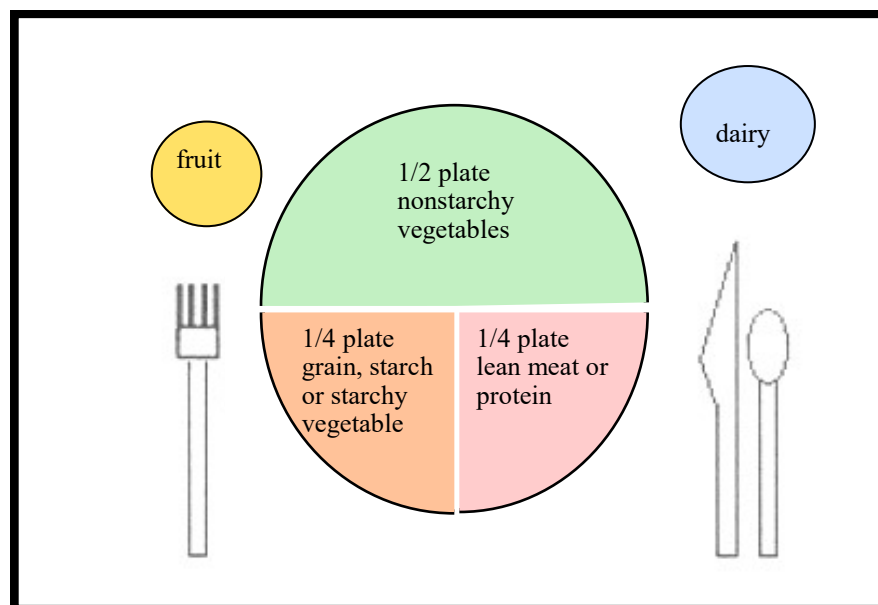 fruit
dairy
1/2 plate
nonstarchy
vegetables
1/4 plate
grain, starch
or starchy
vegetable
1/4 plate
lean meat or
protein